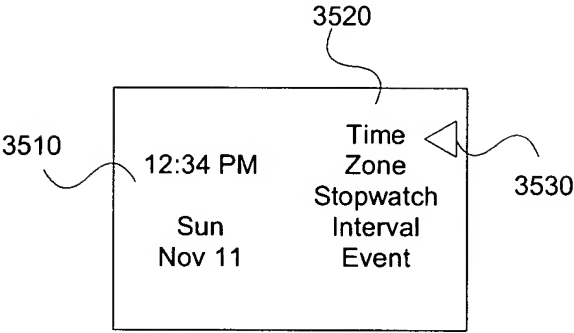 3520
3510
12:34 PM
Sun
Nov 11
Time
Zone
Stopwatch
Interval
Event
3530